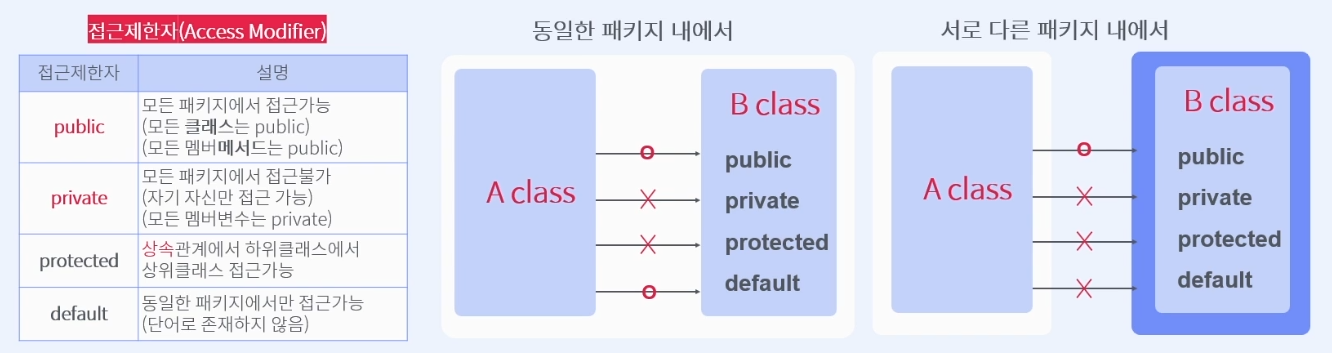 접근제한자(Access Modifier)
접근제한자
설명
public
모든 패키지에서 접근가능
(모든 클래스는 public)
(모든 멤버메서드는 public)
private
모든 패키지에서 접근불가
(자기 자신만 접근 가능)
(모든 멤버변수는 private)
protected
상속관계에서 하위클래스에서
상위클래스 접근가능
default
동일한 패키지에서만 접근가능
(단어로 존재하지 않음)
동일한 패키지 내에서
A class
B class
O
public
X
private
X
protected
O
default
서로 다른 패키지 내에서
A class
B class
O
public
X
private
X
protected
X
default